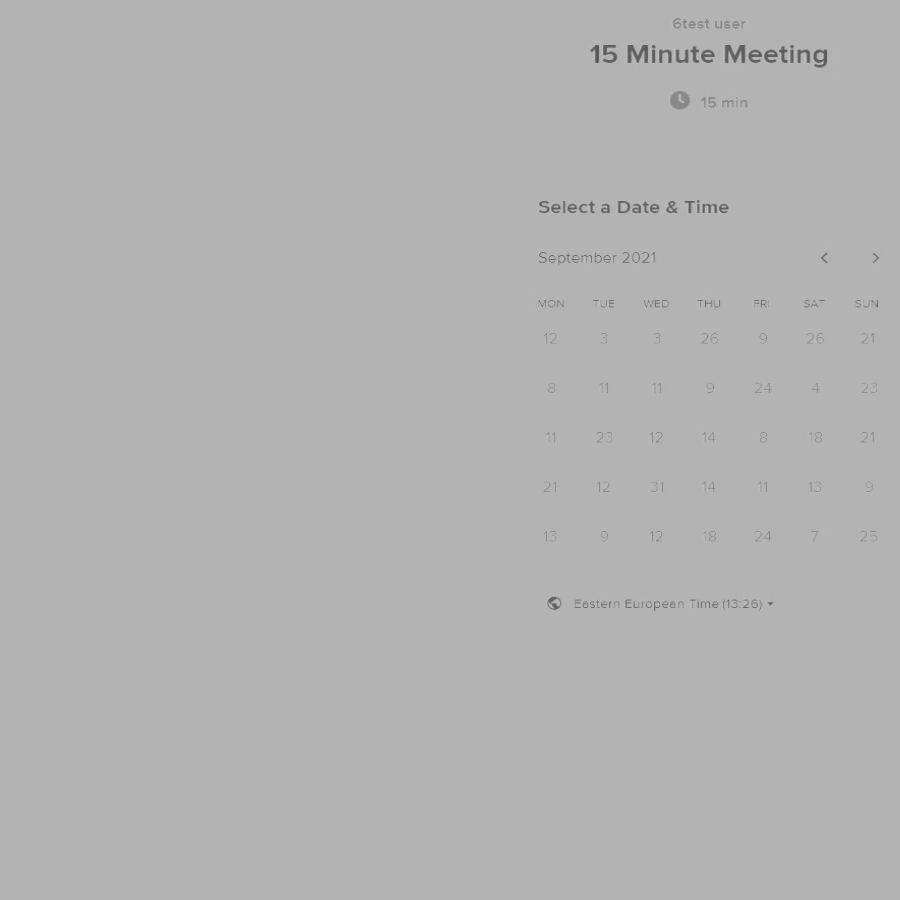 6test user
15 Minute Meeting
15 min
Select a Date & Time
September 2021
MON TUE WED THU FRI SAT SUN
12 3 3 26 9 26 21
8 11 11 9 24 4 23
11 23 12 14 8 18 21
21 12 31 14 11 13 9
13 9 12 18 24 7 25
Eastern European Time (13:26)